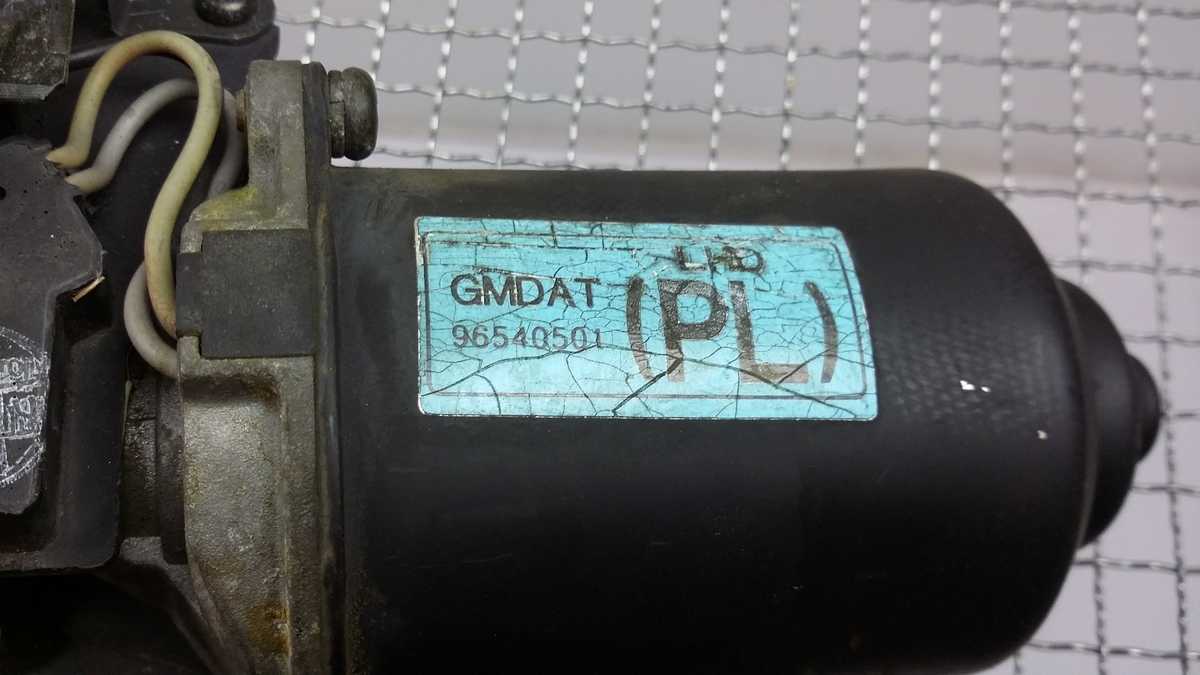 LHD
GMDAT
(PL)
96540501